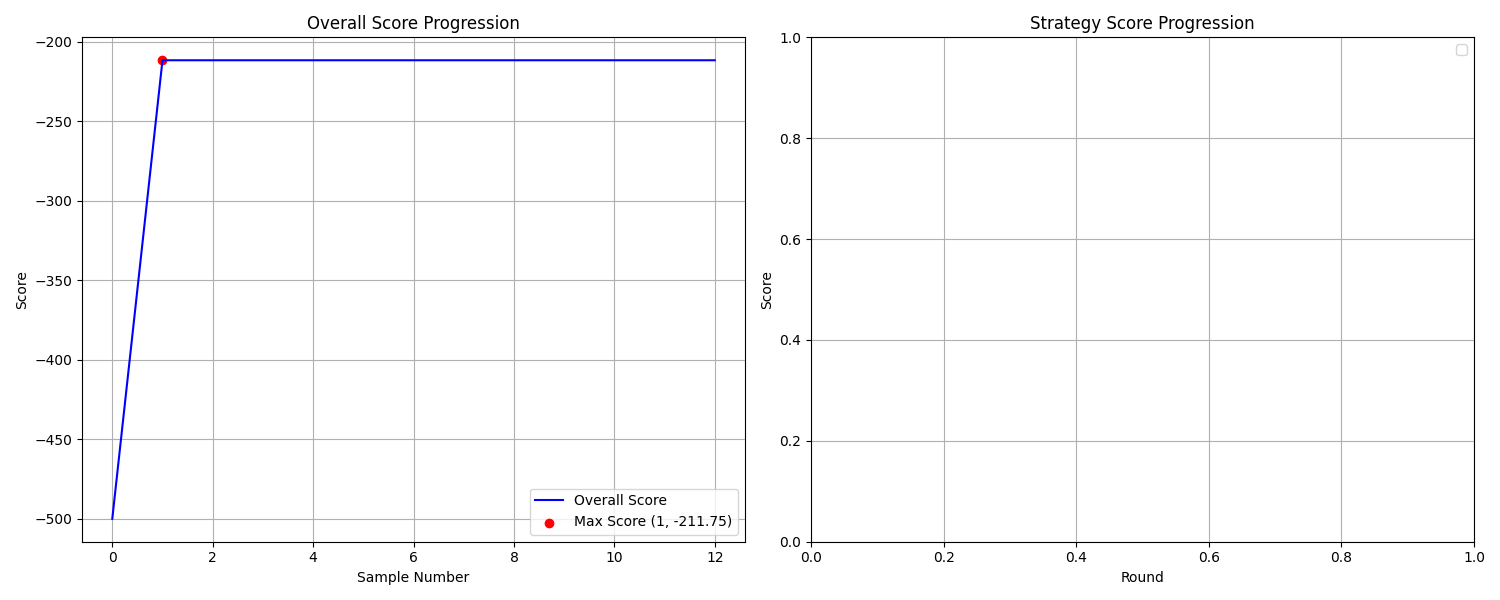 Overall Score Progression
Score
−200
−250
−300
−350
−400
−450
−500
0 2 4 6 8 10 12
Sample Number
Overall Score
Max Score (1, -211.75)
Strategy Score Progression
Score
1.0
0.8
0.6
0.4
0.2
0.0
0.0 0.2 0.4 0.6 0.8 1.0
Round